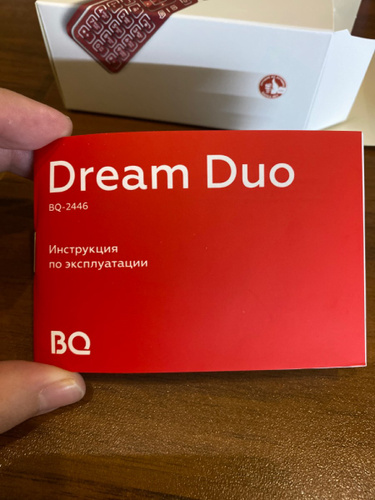 Dream Duo
BQ-2446
Инструкция
по эксплуатации
BQ